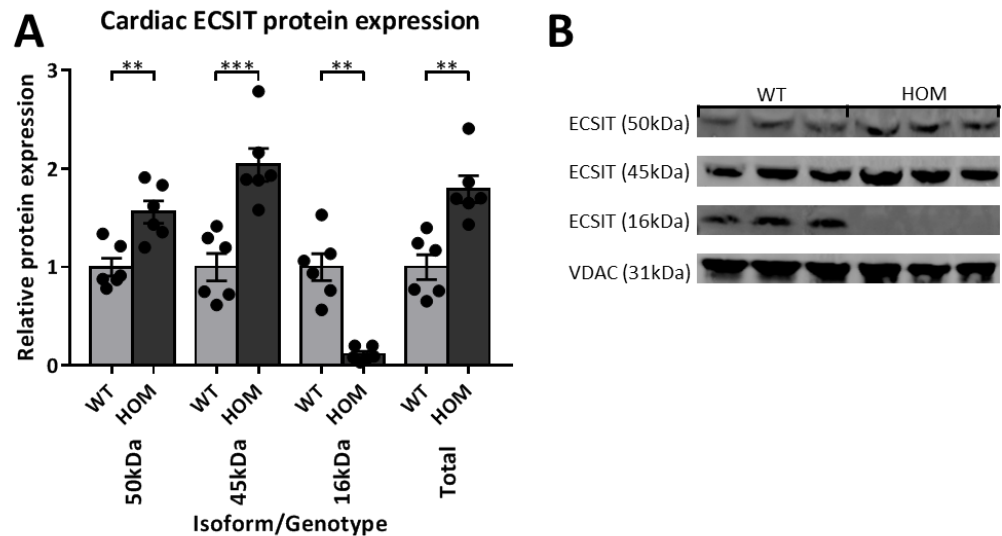 A
Cardiac ECSIT protein expression
** *** ** **
3
2
1
0
Relative protein expression
WT HOM WT HOM WT HOM WT HOM
50kDa 45kDa 16kDa Total
Isoform/Genotype
B
WT HOM
ECSIT (50kDa)
ECSIT (45kDa)
ECSIT (16kDa)
VDAC (31kDa)